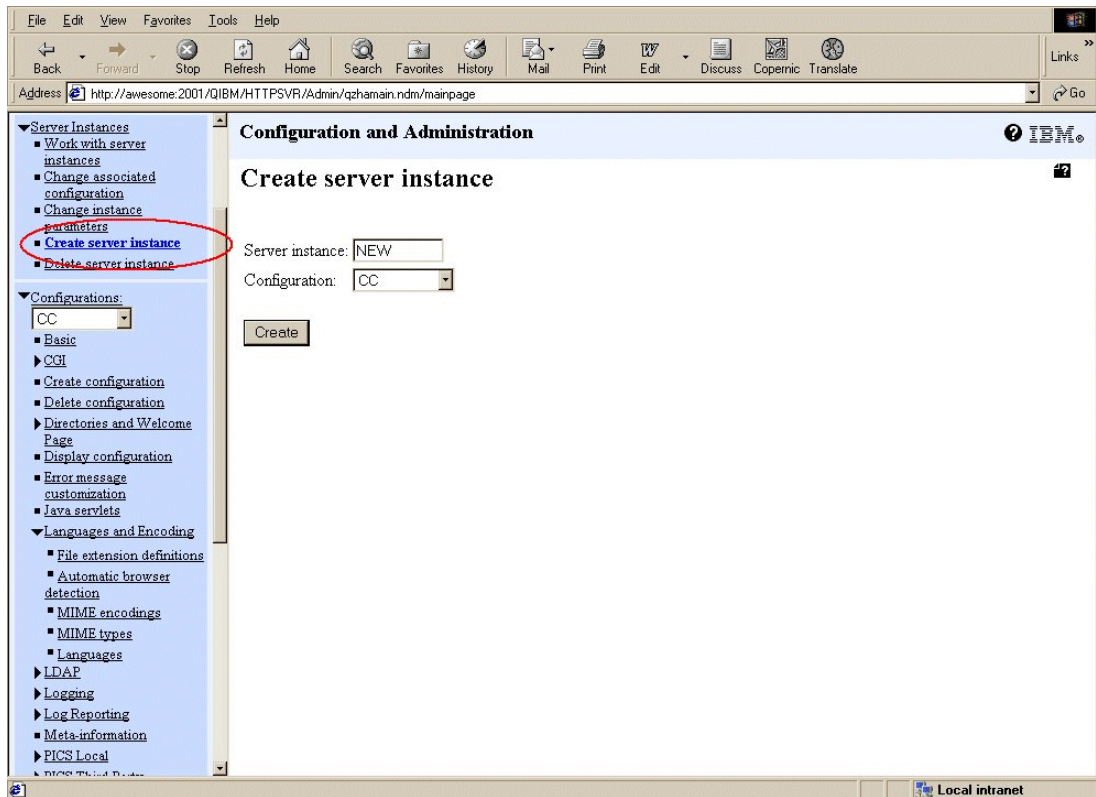 File Edit View Favorites Tools Help
Back Forward Stop Refresh Home Search Favorites History Mail Print Edit Discuss Copernic Translate Links »
Address http://awesome:2001/QIBM/HTTPSVR/Admin/qzhamain.ndm/mainpage Go
Server Instances
Work with server
instances
Change associated
configuration
Change instance
parameters
Create server instance
Delete server instance
Configurations:
CC
Basic
CGI
Create configuration
Delete configuration
Directories and Welcome
Page
Display configuration
Error message
customization
Java servlets
Languages and Encoding
File extension definitions
Automatic browser
detection
MIME encodings
MIME types
Languages
LDAP
Logging
Log Reporting
Meta-information
PICS Local
PICS Third Party
Configuration and Administration
? IBM®
Create server instance
Server instance: NEW
Configuration: CC
Create
Local intranet